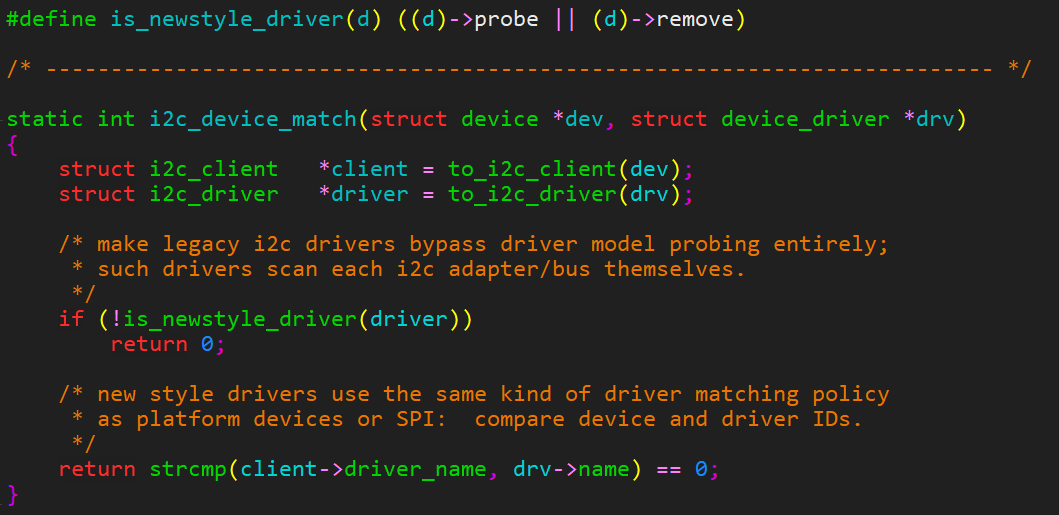 #define is_newstyle_driver(d) ((d)->probe || (d)->remove)
/* ------------------------------------------------------------------------- */
static int i2c_device_match(struct device *dev, struct device_driver *drv)
{
    struct i2c_client   *client = to_i2c_client(dev);
    struct i2c_driver   *driver = to_i2c_driver(drv);
    /* make legacy i2c drivers bypass driver model probing entirely;
     * such drivers scan each i2c adapter/bus themselves.
     */
    if (!is_newstyle_driver(driver))
        return 0;
    /* new style drivers use the same kind of driver matching policy
     * as platform devices or SPI:  compare device and driver IDs.
     */
    return strcmp(client->driver_name, drv->name) == 0;
}